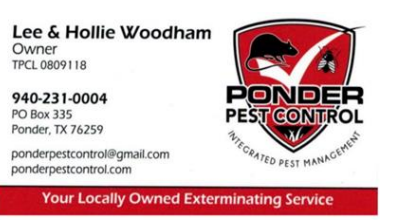 Lee & Hollie Woodham
Owner
TPCL 0809118
940-231-0004
PO Box 335
Ponder, TX 76259
ponderpestcontrol@gmail.com
ponderpestcontrol.com
PONDER
PEST CONTROL
INTEGRATED PEST MANAGEMENT
Your Locally Owned Exterminating Service